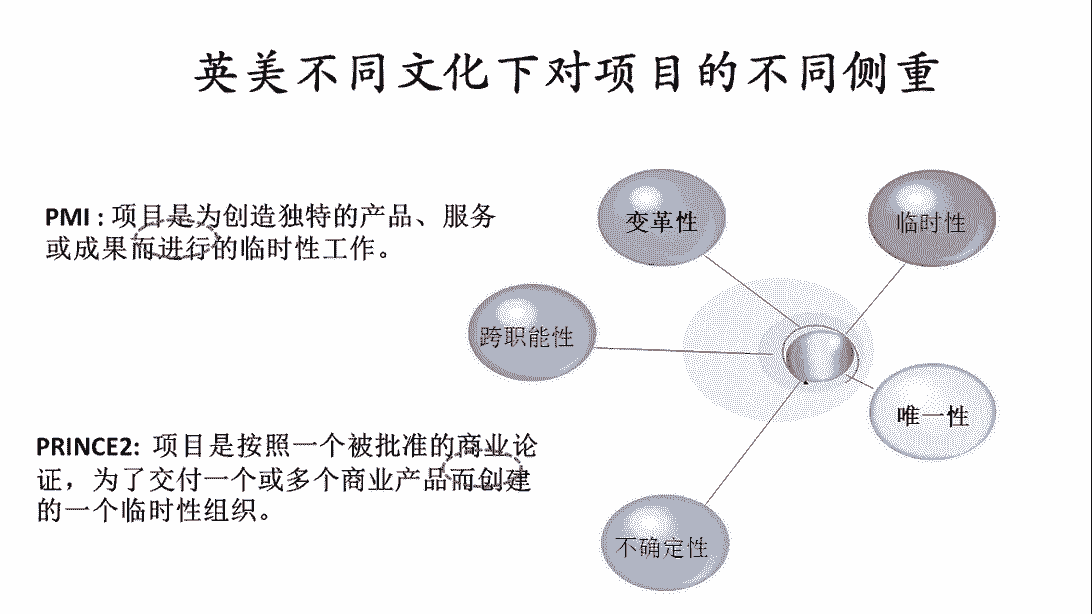 英美不同文化下对项目的不同侧重
PMI : 项目是为创造独特的产品、服务
或成果而进行的临时性工作。
变革性
临时性
跨职能性
唯一性
PRINCE2: 项目是按照一个被批准的商业论
证，为了交付一个或多个商业产品而创建
的一个临时性组织。
不确定性